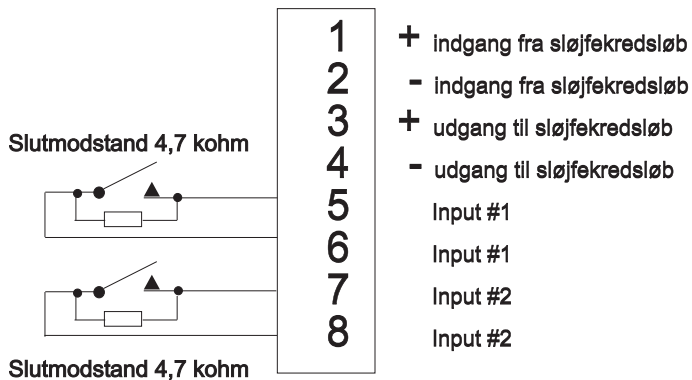 1 + indgang fra sløjfekredsløb
2 - indgang fra sløjfekredsløb
3 + udgang til sløjfekredsløb
Slutmodstand 4,7 kohm
4 - udgang til sløjfekredsløb
5 Input #1
6 Input #1
7 Input #2
8 Input #2
Slutmodstand 4,7 kohm